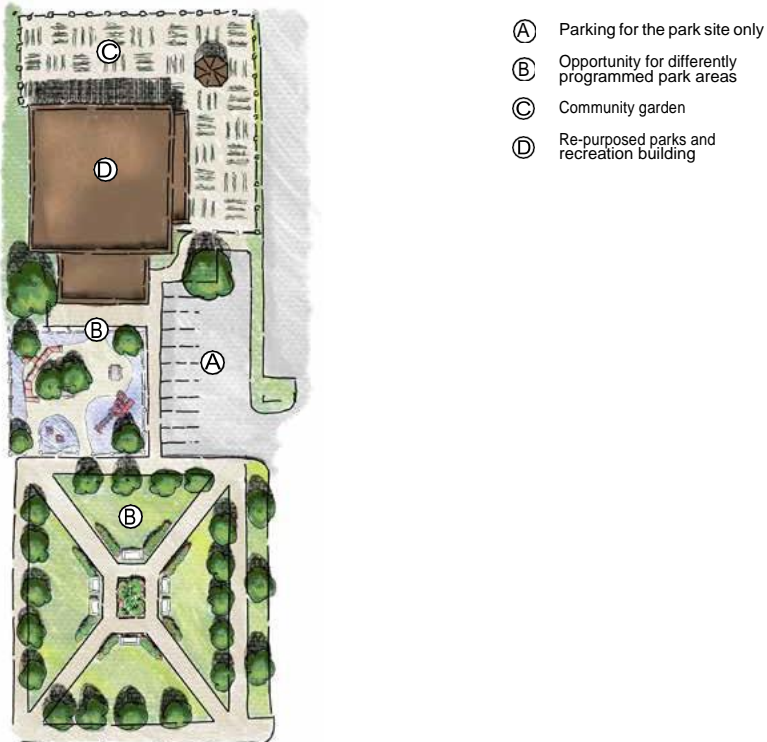 C
D
B
A
B
A Parking for the park site only
B Opportunity for differently
programmed park areas
C Community garden
D Re-purposed parks and
recreation building